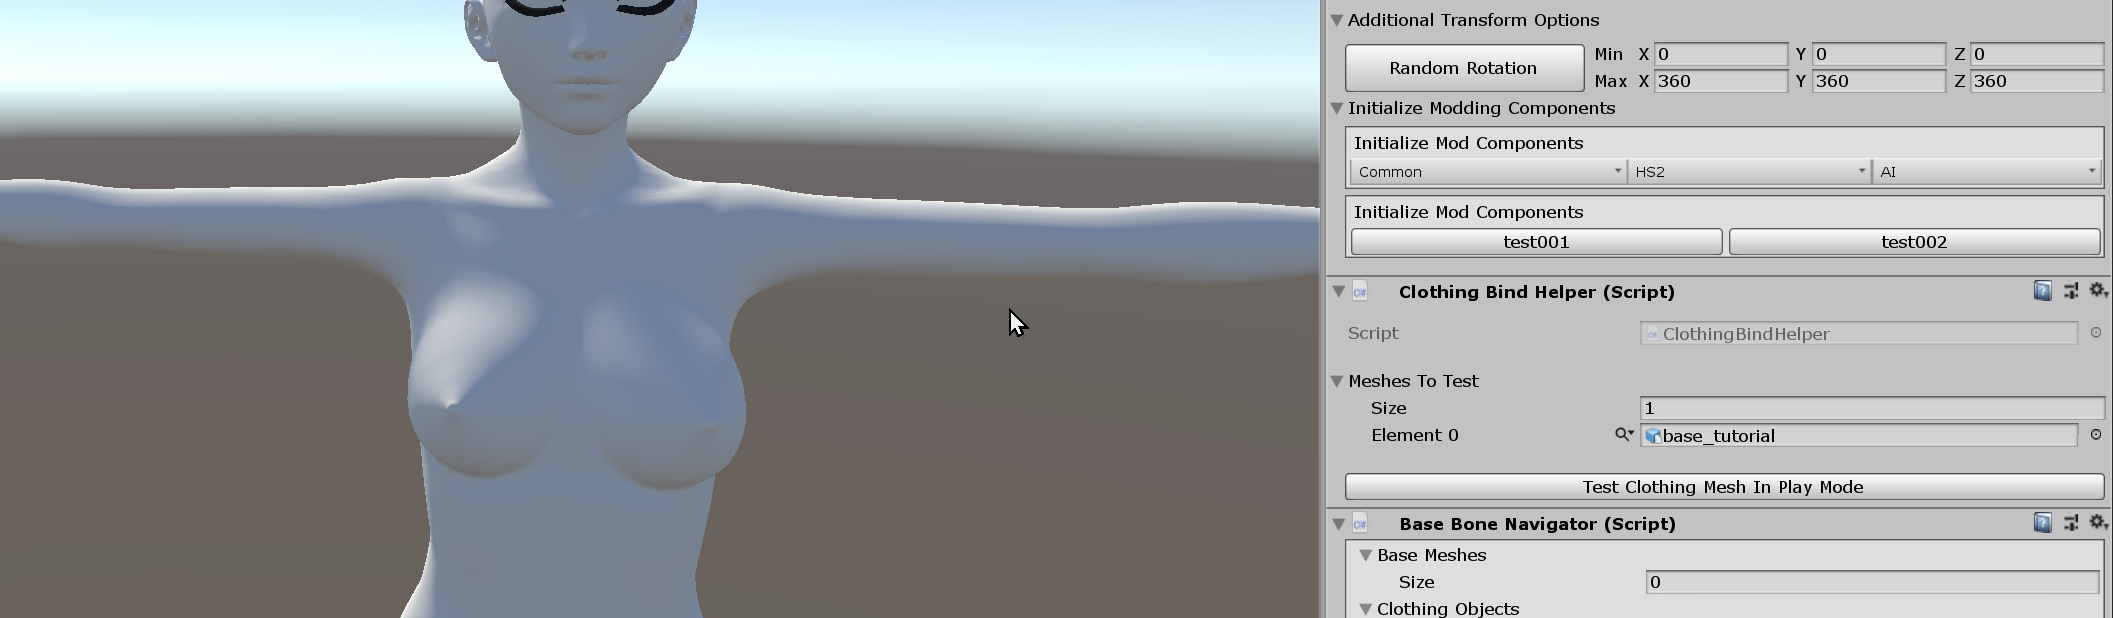 Additional Transform Options
Random Rotation
Min X 0 Y 0 Z 0
Max X 360 Y 360 Z 360
Initialize Modding Components
Initialize Mod Components
Common HS2 AI
Initialize Mod Components
test001 test002
Clothing Bind Helper (Script)
Script ClothingBindHelper
Meshes To Test
Size 1
Element 0 base_tutorial
Test Clothing Mesh In Play Mode
Base Bone Navigator (Script)
Base Meshes
Size 0
Clothing Objects